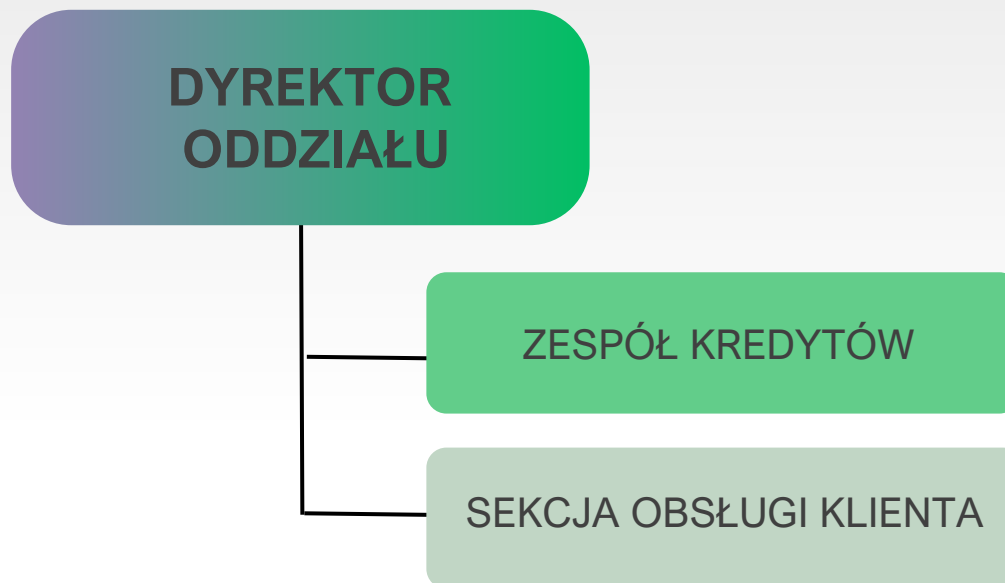 DYREKTOR
ODDZIAŁU
ZESPÓŁ KREDYTÓW
SEKCJA OBSŁUGI KLIENTA